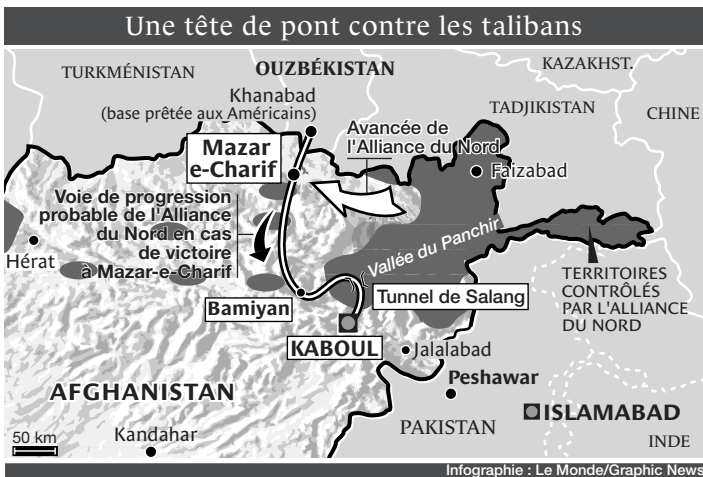 Une tête de pont contre les talibans
TURKMÉNISTAN
OUZBÉKISTAN
KAZAKHST.
Khanabad
(base prêtée aux Américains)
TADJIKISTAN
CHINE
Mazar
e-Charif
Avancée de
l'Alliance du Nord
Faizabad
Voie de progression
probable de l'Alliance
du Nord en cas
de victoire
à Mazar-e-Charif
Hérat
Vallée du Panchir
TERRITOIRES
CONTRÔLÉS
PAR L'ALLIANCE
DU NORD
Bamiyan
Tunnel de Salang
KABOUL
Jalalabad
Peshawar
AFGHANISTAN
ISLAMABAD
PAKISTAN
INDE
50 km
Kandahar
Infographie : Le Monde/Graphic News